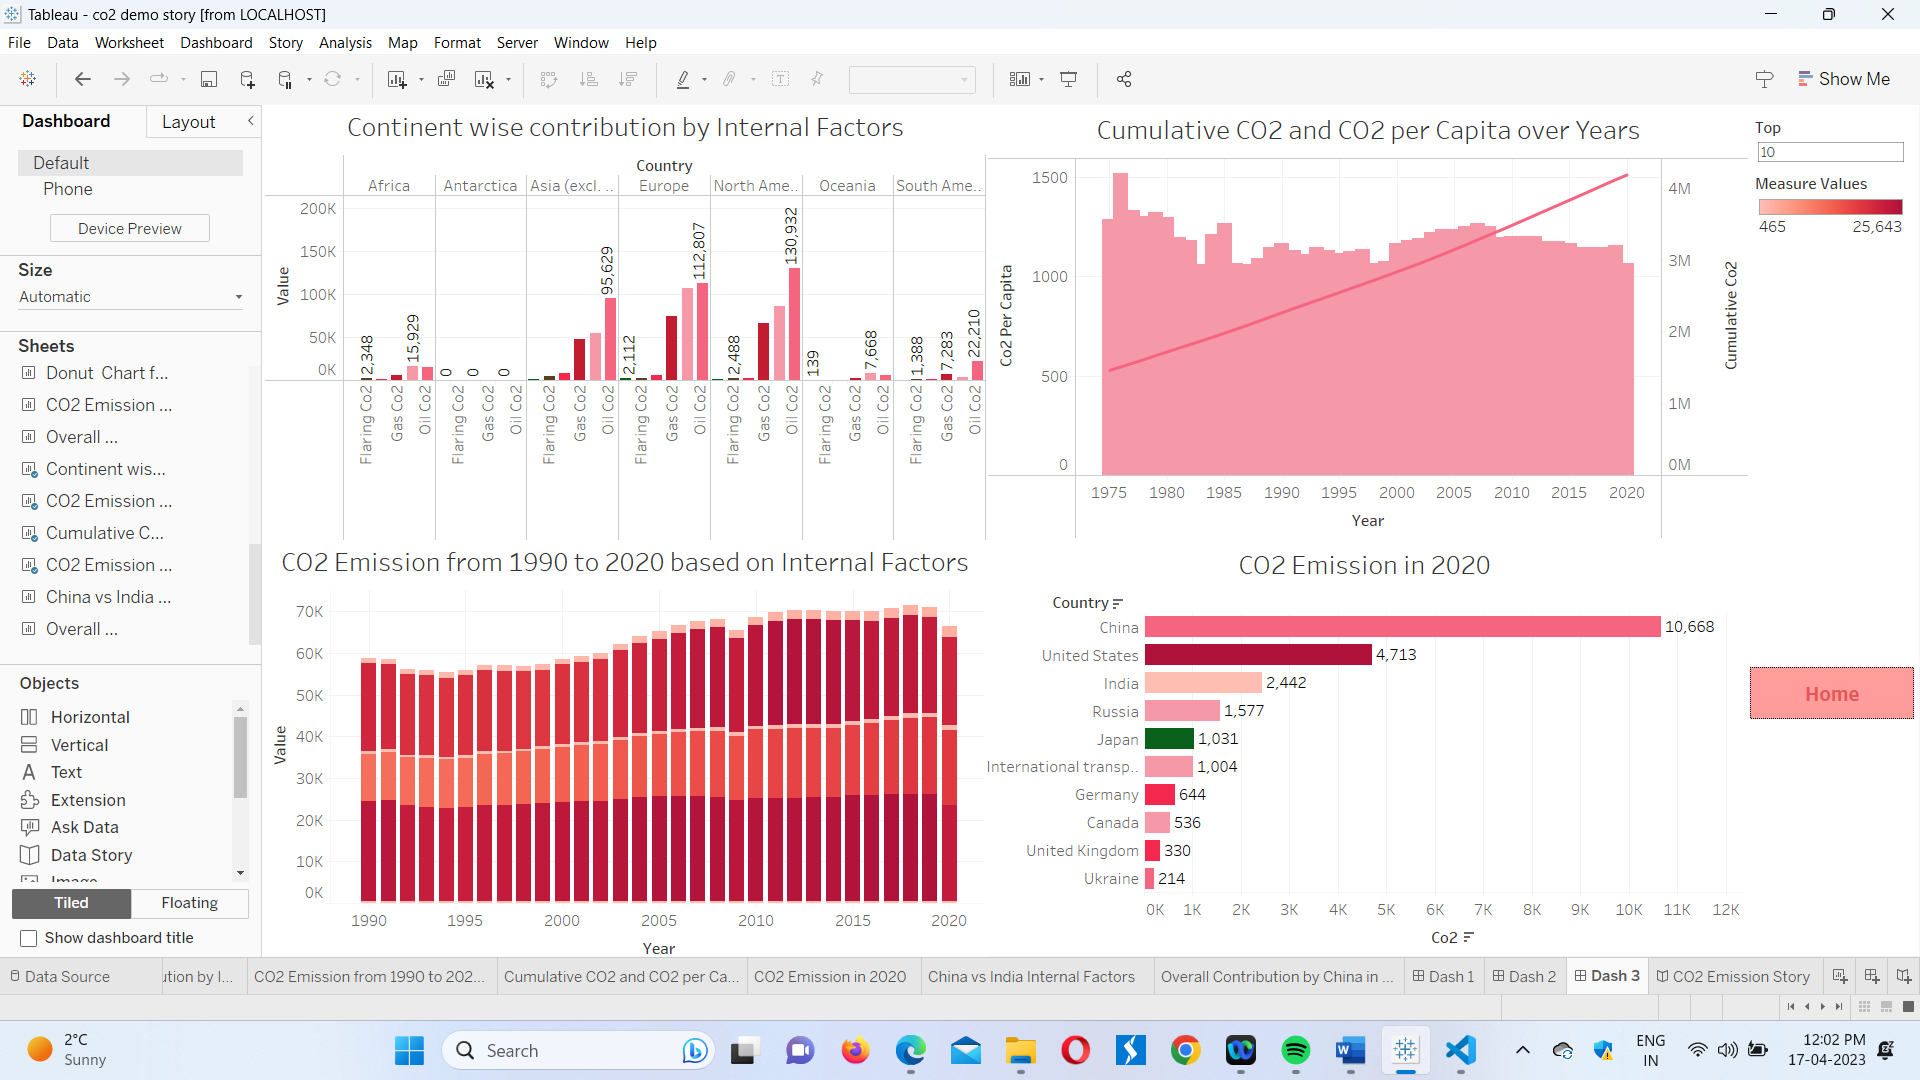 Tableau - co2 demo story [from LOCALHOST]
File Data Worksheet Dashboard Story Analysis Map Format Server Window Help
Show Me
Dashboard Layout
Default
Phone
Device Preview
Size
Automatic
Sheets
Donut Chart f...
CO2 Emission ...
Overall ...
Continent wis...
CO2 Emission ...
Cumulative C...
CO2 Emission ...
China vs India ...
Overall ...
Objects
Horizontal
Vertical
Text
Extension
Ask Data
Data Story
Image
Tiled Floating
Show dashboard title
Continent wise contribution by Internal Factors
Country
Africa Antarctica Asia (excl. .. Europe North Ame.. Oceania South Ame..
Value
200K
150K
100K
50K
0K
2,348 15,929 0 0 0 95,629 2,112 112,807 2,488 130,932 139 7,668 1,388 7,283 22,210
Flaring Co2 Gas Co2 Oil Co2 Flaring Co2 Gas Co2 Oil Co2 Flaring Co2 Gas Co2 Oil Co2 Flaring Co2 Gas Co2 Oil Co2 Flaring Co2 Gas Co2 Oil Co2 Flaring Co2 Gas Co2 Oil Co2 Flaring Co2 Gas Co2 Oil Co2
Cumulative CO2 and CO2 per Capita over Years
Co2 Per Capita
1500
1000
500
0
4M
3M
2M
1M
0M
Cumulative Co2
1975 1980 1985 1990 1995 2000 2005 2010 2015 2020
Year
Top
10
Measure Values
465 25,643
CO2 Emission from 1990 to 2020 based on Internal Factors
Value
70K
60K
50K
40K
30K
20K
10K
0K
1990 1995 2000 2005 2010 2015 2020
Year
CO2 Emission in 2020
Country
China 10,668
United States 4,713
India 2,442
Russia 1,577
Japan 1,031
International transp.. 1,004
Germany 644
Canada 536
United Kingdom 330
Ukraine 214
0K 1K 2K 3K 4K 5K 6K 7K 8K 9K 10K 11K 12K
Co2
Home
Data Source ution by I... CO2 Emission from 1990 to 202... Cumulative CO2 and CO2 per Ca... CO2 Emission in 2020 China vs India Internal Factors Overall Contribution by China in ... Dash 1 Dash 2 Dash 3 CO2 Emission Story
2°C
Sunny
Search
ENG
IN
12:02 PM
17-04-2023